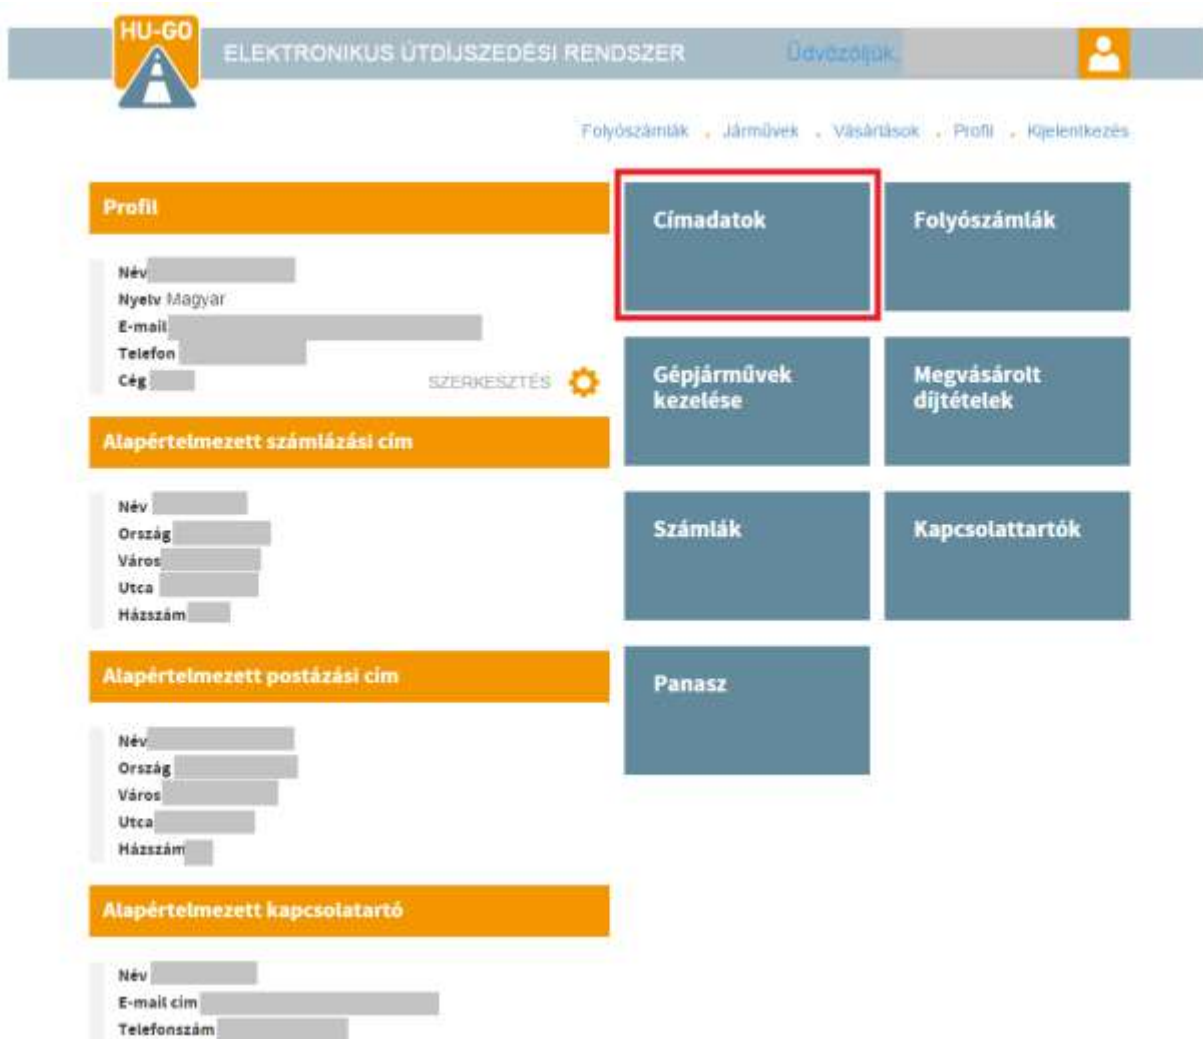 HU-GO
ELEKTRONIKUS ÚTDÍJSZEDÉSI RENDSZER
Üdvözöljük,
Folyószámlák . Járművek . Vásárlások . Profil . Kijelentkezés
Profil
Név
Nyelv Magyar
E-mail
Telefon
Cég
SZERKESZTÉS
Alapértelmezett számlázási cím
Név
Ország
Város
Utca
Házszám
Alapértelmezett postázási cím
Név
Ország
Város
Utca
Házszám
Alapértelmezett kapcsolatartó
Név
E-mail cím
Telefonszám
Címadatok
Folyószámlák
Gépjárművek
kezelése
Megvásárolt
díjtételek
Számlák
Kapcsolattartók
Panasz